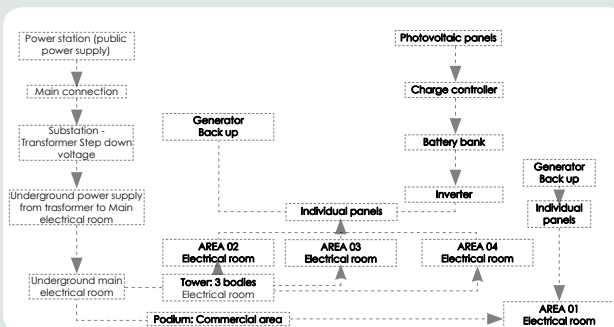 Power station (public
power supply)
Main connection
Substation -
Transformer Step down
voltage
Underground power supply
from trasformer to Main
electrical room
Underground main
electrical room
Generator
Back up
Photovoltaic panels
Charge controller
Battery bank
Inverter
Individual panels
AREA 02
Electrical room
AREA 03
Electrical room
AREA 04
Electrical room
Tower: 3 bodies
Electrical room
Podium: Commercial area
Generator
Back up
Individual
panels
AREA 01
Electrical room